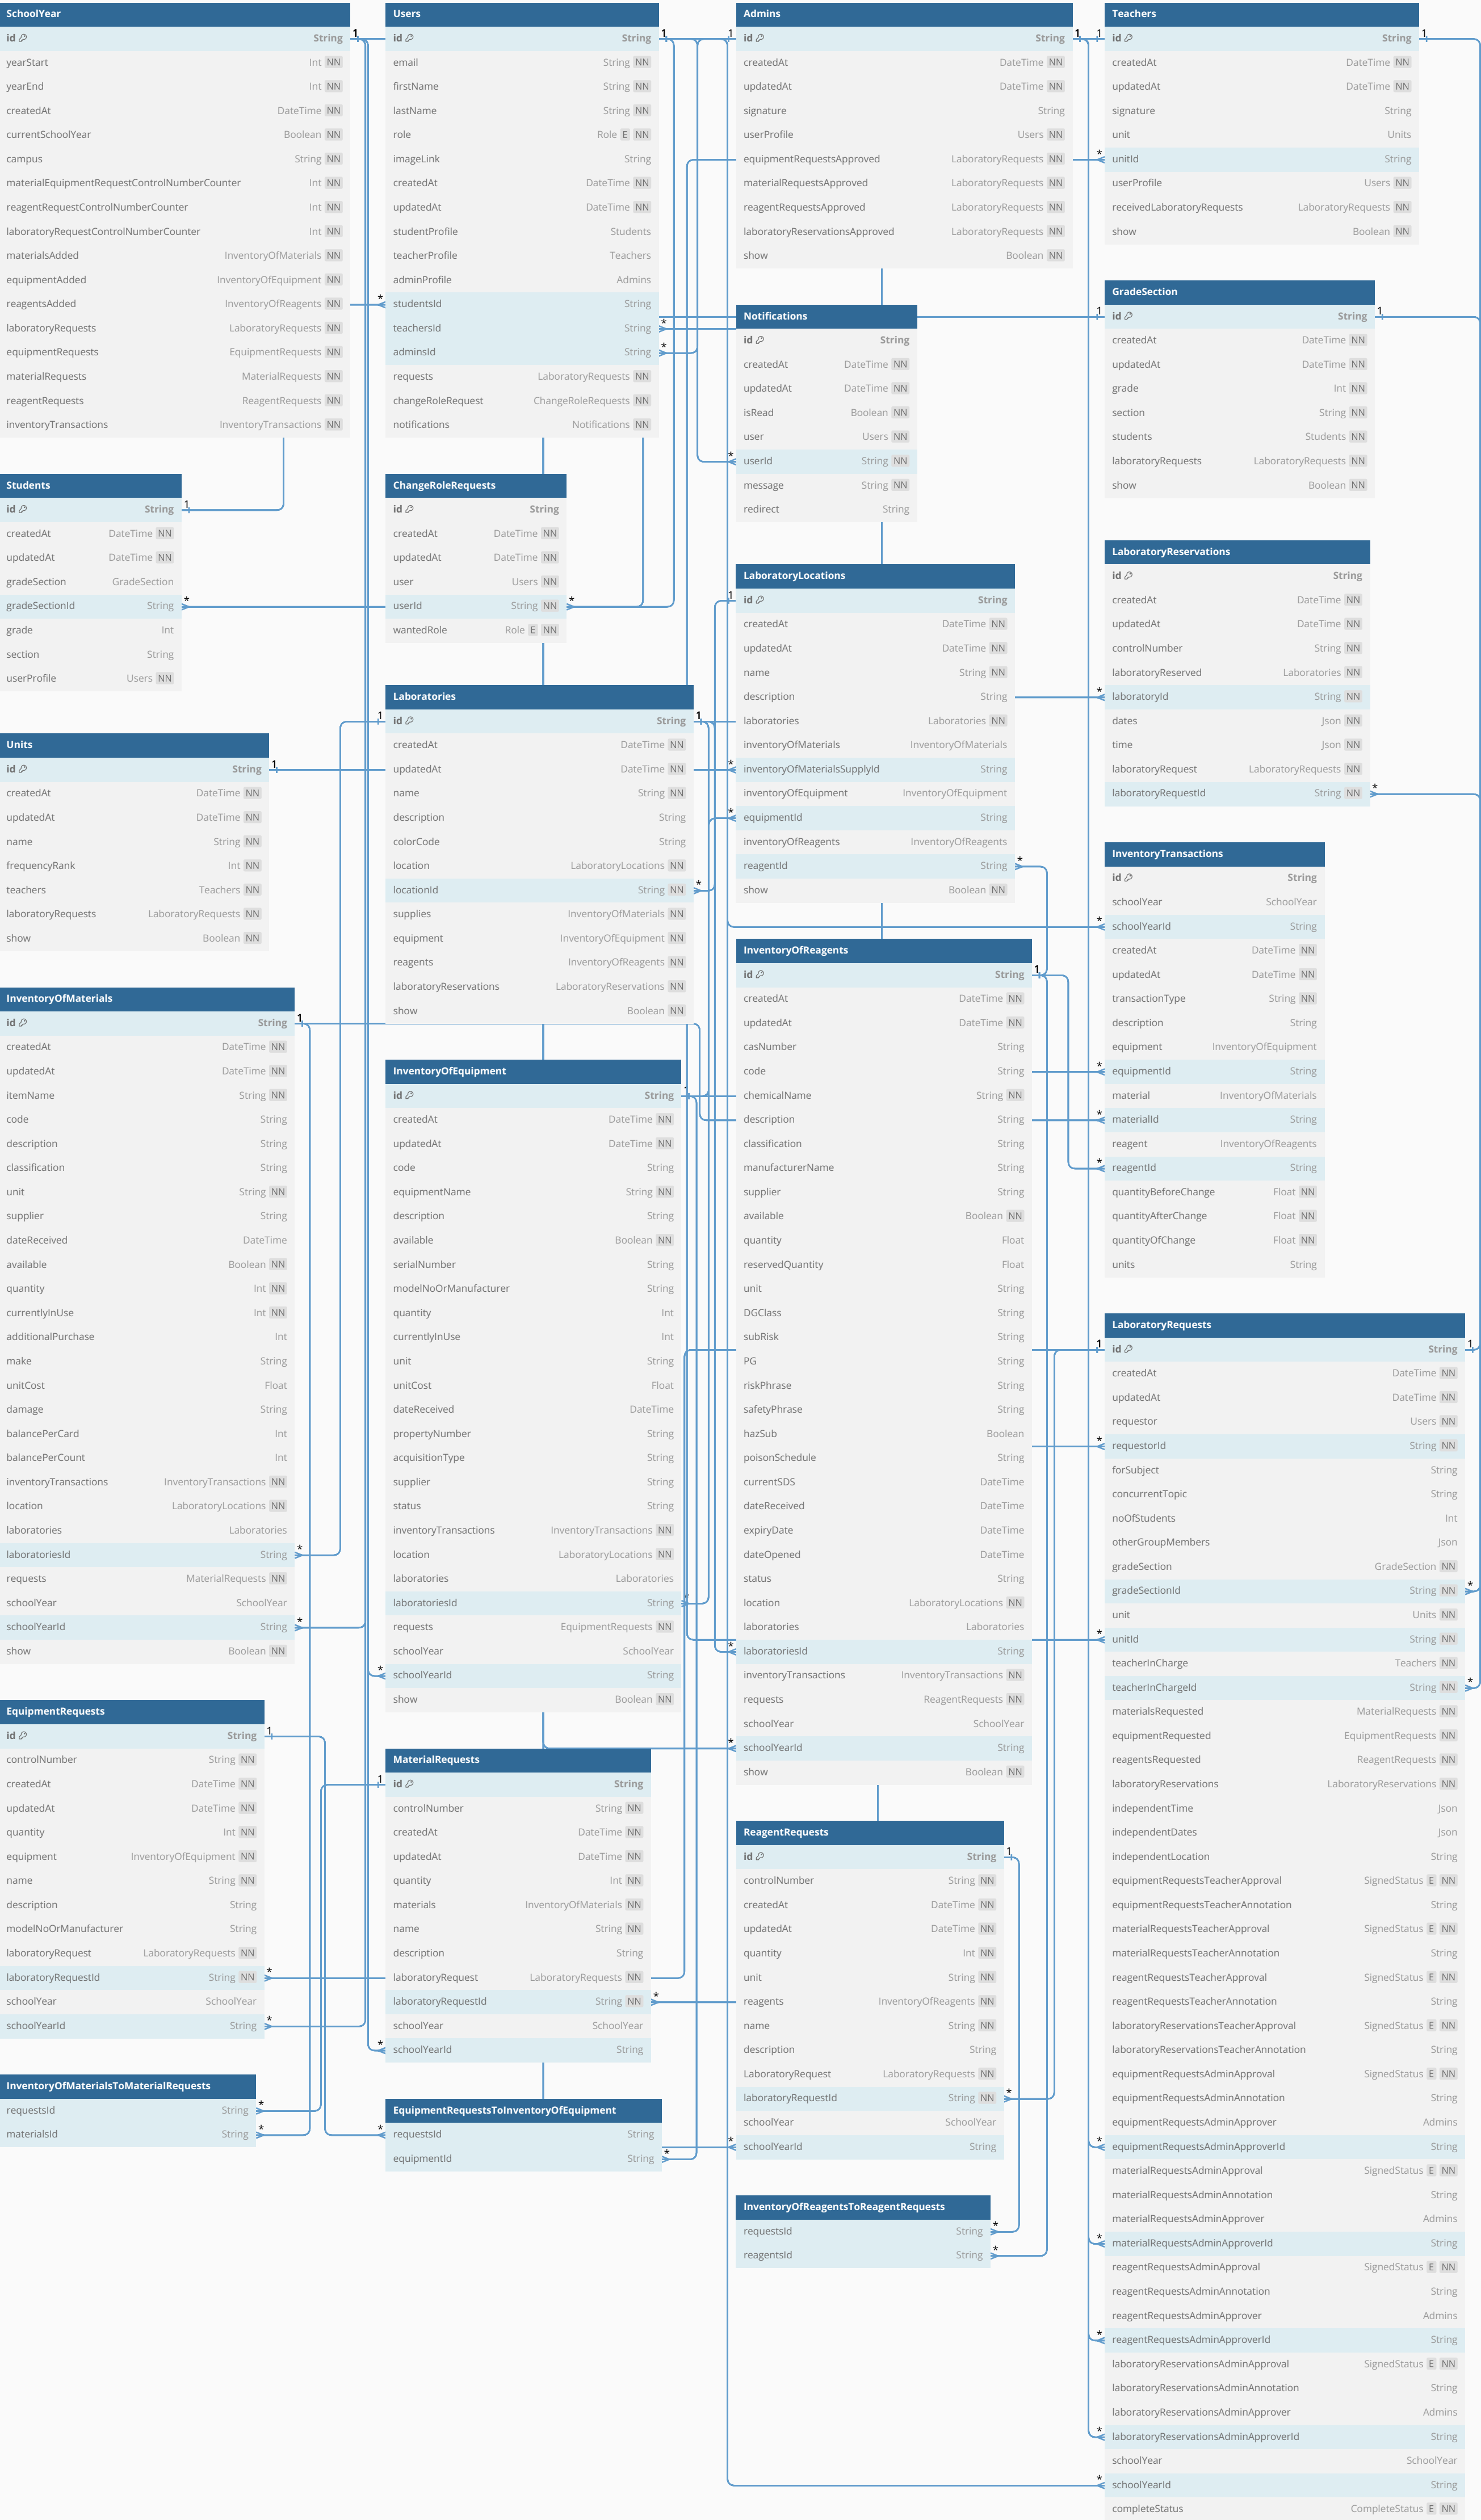 SchoolYear
id String
yearStart Int NN
yearEnd Int NN
createdAt DateTime NN
currentSchoolYear Boolean NN
campus String NN
materialEquipmentRequestControlNumberCounter Int NN
reagentRequestControlNumberCounter Int NN
laboratoryRequestControlNumberCounter Int NN
materialsAdded InventoryOfMaterials NN
equipmentAdded InventoryOfEquipment NN
reagentsAdded InventoryOfReagents NN
laboratoryRequests LaboratoryRequests NN
equipmentRequests EquipmentRequests NN
materialRequests MaterialRequests NN
reagentRequests ReagentRequests NN
inventoryTransactions InventoryTransactions NN
Students
id String
createdAt DateTime NN
updatedAt DateTime NN
gradeSection GradeSection
gradeSectionId String
grade Int
section String
userProfile Users NN
Units
id String
createdAt DateTime NN
updatedAt DateTime NN
name String NN
frequencyRank Int NN
teachers Teachers NN
laboratoryRequests LaboratoryRequests NN
show Boolean NN
InventoryOfMaterials
id String
createdAt DateTime NN
updatedAt DateTime NN
itemName String NN
code String
description String
classification String
unit String NN
supplier String
dateReceived DateTime
available Boolean NN
quantity Int NN
currentlyInUse Int NN
additionalPurchase Int
make String
unitCost Float
damage String
balancePerCard Int
balancePerCount Int
inventoryTransactions InventoryTransactions NN
location LaboratoryLocations NN
laboratories Laboratories
laboratoriesId String
requests MaterialRequests NN
schoolYear SchoolYear
schoolYearId String
show Boolean NN
EquipmentRequests
id String
controlNumber String NN
createdAt DateTime NN
updatedAt DateTime NN
quantity Int NN
equipment InventoryOfEquipment NN
name String NN
description String
modelNoOrManufacturer String
laboratoryRequest LaboratoryRequests NN
laboratoryRequestId String NN
schoolYear SchoolYear
schoolYearId String
InventoryOfMaterialsToMaterialRequests
requestsId String
materialsId String
Users
id String
email String NN
firstName String NN
lastName String NN
role Role E NN
imageLink String
createdAt DateTime NN
updatedAt DateTime NN
studentProfile Students
teacherProfile Teachers
adminProfile Admins
studentsId String
teachersId String
adminsId String
requests LaboratoryRequests NN
changeRoleRequest ChangeRoleRequests NN
notifications Notifications NN
ChangeRoleRequests
id String
createdAt DateTime NN
updatedAt DateTime NN
user Users NN
userId String NN
wantedRole Role E NN
Laboratories
id String
createdAt DateTime NN
updatedAt DateTime NN
name String NN
description String
colorCode String
location LaboratoryLocations NN
locationId String NN
supplies InventoryOfMaterials NN
equipment InventoryOfEquipment NN
reagents InventoryOfReagents NN
laboratoryReservations LaboratoryReservations NN
show Boolean NN
InventoryOfEquipment
id String
createdAt DateTime NN
updatedAt DateTime NN
code String
equipmentName String NN
description String
available Boolean NN
serialNumber String
modelNoOrManufacturer String
quantity Int
currentlyInUse Int
unit String
unitCost Float
dateReceived DateTime
propertyNumber String
acquisitionType String
supplier String
status String
inventoryTransactions InventoryTransactions NN
location LaboratoryLocations NN
laboratories Laboratories
laboratoriesId String
requests EquipmentRequests NN
schoolYear SchoolYear
schoolYearId String
show Boolean NN
MaterialRequests
id String
controlNumber String NN
createdAt DateTime NN
updatedAt DateTime NN
quantity Int NN
materials InventoryOfMaterials NN
name String NN
description String
laboratoryRequest LaboratoryRequests NN
laboratoryRequestId String NN
schoolYear SchoolYear
schoolYearId String
EquipmentRequestsToInventoryOfEquipment
requestsId String
equipmentId String
Admins
id String
createdAt DateTime NN
updatedAt DateTime NN
signature String
userProfile Users NN
equipmentRequestsApproved LaboratoryRequests NN
materialRequestsApproved LaboratoryRequests NN
reagentRequestsApproved LaboratoryRequests NN
laboratoryReservationsApproved LaboratoryRequests NN
show Boolean NN
Notifications
id String
createdAt DateTime NN
updatedAt DateTime NN
isRead Boolean NN
user Users NN
userId String NN
message String NN
redirect String
LaboratoryLocations
id String
createdAt DateTime NN
updatedAt DateTime NN
name String NN
description String
laboratories Laboratories NN
inventoryOfMaterials InventoryOfMaterials
inventoryOfMaterialsSupplyId String
inventoryOfEquipment InventoryOfEquipment
equipmentId String
inventoryOfReagents InventoryOfReagents
reagentId String
show Boolean NN
InventoryOfReagents
id String
createdAt DateTime NN
updatedAt DateTime NN
casNumber String
code String
chemicalName String NN
description String
classification String
manufacturerName String
supplier String
available Boolean NN
quantity Float
reservedQuantity Float
unit String
DGClass String
subRisk String
PG String
riskPhrase String
safetyPhrase String
hazSub Boolean
poisonSchedule String
currentSDS DateTime
dateReceived DateTime
expiryDate DateTime
dateOpened DateTime
status String
location LaboratoryLocations NN
laboratories Laboratories
laboratoriesId String
inventoryTransactions InventoryTransactions NN
requests ReagentRequests NN
schoolYear SchoolYear
schoolYearId String
show Boolean NN
ReagentRequests
id String
controlNumber String NN
createdAt DateTime NN
updatedAt DateTime NN
quantity Int NN
unit String NN
reagents InventoryOfReagents NN
name String NN
description String
LaboratoryRequest LaboratoryRequests NN
laboratoryRequestId String NN
schoolYear SchoolYear
schoolYearId String
InventoryOfReagentsToReagentRequests
requestsId String
reagentsId String
Teachers
id String
createdAt DateTime NN
updatedAt DateTime NN
signature String
unit Units
unitId String
userProfile Users NN
receivedLaboratoryRequests LaboratoryRequests NN
show Boolean NN
GradeSection
id String
createdAt DateTime NN
updatedAt DateTime NN
grade Int NN
section String NN
students Students NN
laboratoryRequests LaboratoryRequests NN
show Boolean NN
LaboratoryReservations
id String
createdAt DateTime NN
updatedAt DateTime NN
controlNumber String NN
laboratoryReserved Laboratories NN
laboratoryId String NN
dates Json NN
time Json NN
laboratoryRequest LaboratoryRequests NN
laboratoryRequestId String NN
InventoryTransactions
id String
schoolYear SchoolYear
schoolYearId String
createdAt DateTime NN
updatedAt DateTime NN
transactionType String NN
description String
equipment InventoryOfEquipment
equipmentId String
material InventoryOfMaterials
materialId String
reagent InventoryOfReagents
reagentId String
quantityBeforeChange Float NN
quantityAfterChange Float NN
quantityOfChange Float NN
units String
LaboratoryRequests
id String
createdAt DateTime NN
updatedAt DateTime NN
requestor Users NN
requestorId String NN
forSubject String
concurrentTopic String
noOfStudents Int
otherGroupMembers Json
gradeSection GradeSection NN
gradeSectionId String NN
unit Units NN
unitId String NN
teacherInCharge Teachers NN
teacherInChargeId String NN
materialsRequested MaterialRequests NN
equipmentRequested EquipmentRequests NN
reagentsRequested ReagentRequests NN
laboratoryReservations LaboratoryReservations NN
independentTime Json
independentDates Json
independentLocation String
equipmentRequestsTeacherApproval SignedStatus E NN
equipmentRequestsTeacherAnnotation String
materialRequestsTeacherApproval SignedStatus E NN
materialRequestsTeacherAnnotation String
reagentRequestsTeacherApproval SignedStatus E NN
reagentRequestsTeacherAnnotation String
laboratoryReservationsTeacherApproval SignedStatus E NN
laboratoryReservationsTeacherAnnotation String
equipmentRequestsAdminApproval SignedStatus E NN
equipmentRequestsAdminAnnotation String
equipmentRequestsAdminApprover Admins
equipmentRequestsAdminApproverId String
materialRequestsAdminApproval SignedStatus E NN
materialRequestsAdminAnnotation String
materialRequestsAdminApprover Admins
materialRequestsAdminApproverId String
reagentRequestsAdminApproval SignedStatus E NN
reagentRequestsAdminAnnotation String
reagentRequestsAdminApprover Admins
reagentRequestsAdminApproverId String
laboratoryReservationsAdminApproval SignedStatus E NN
laboratoryReservationsAdminAnnotation String
laboratoryReservationsAdminApprover Admins
laboratoryReservationsAdminApproverId String
schoolYear SchoolYear
schoolYearId String
completeStatus CompleteStatus E NN